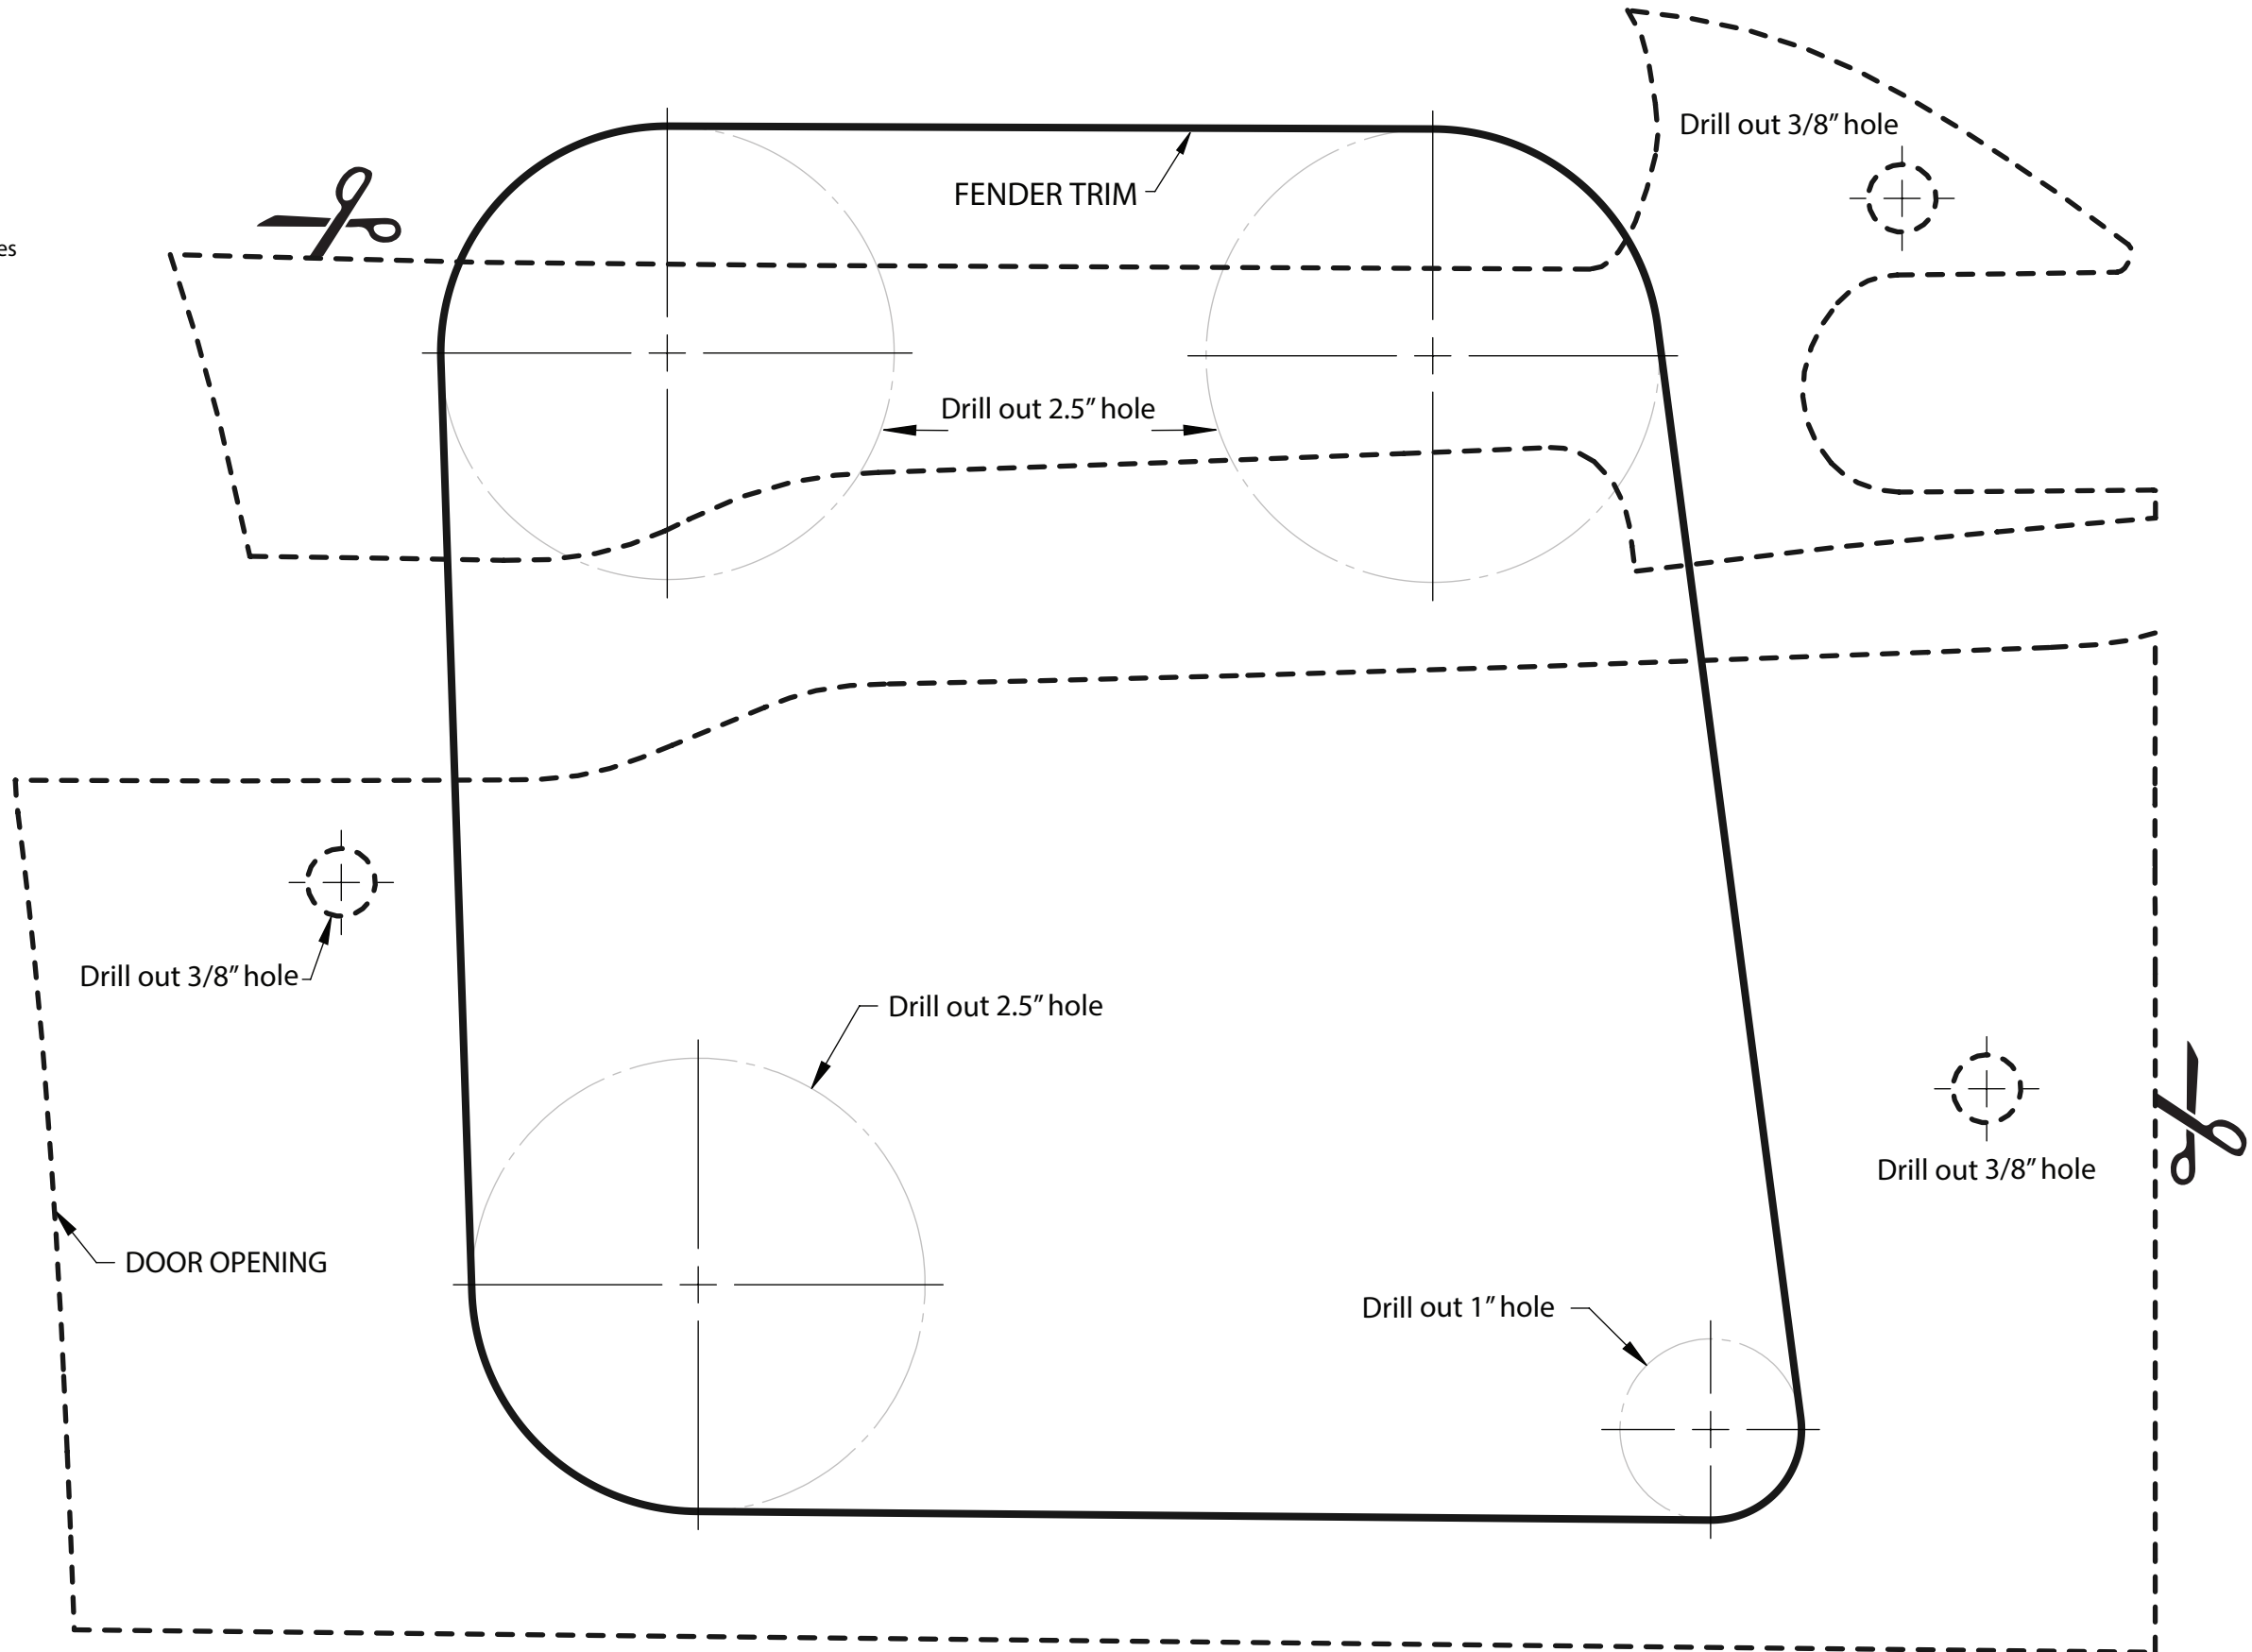 Drill out 3/8" hole
FENDER TRIM
es
Drill out 2.5" hole
Drill out 3/8" hole
Drill out 2.5" hole
Drill out 3/8" hole
DOOR OPENING
Drill out 1" hole